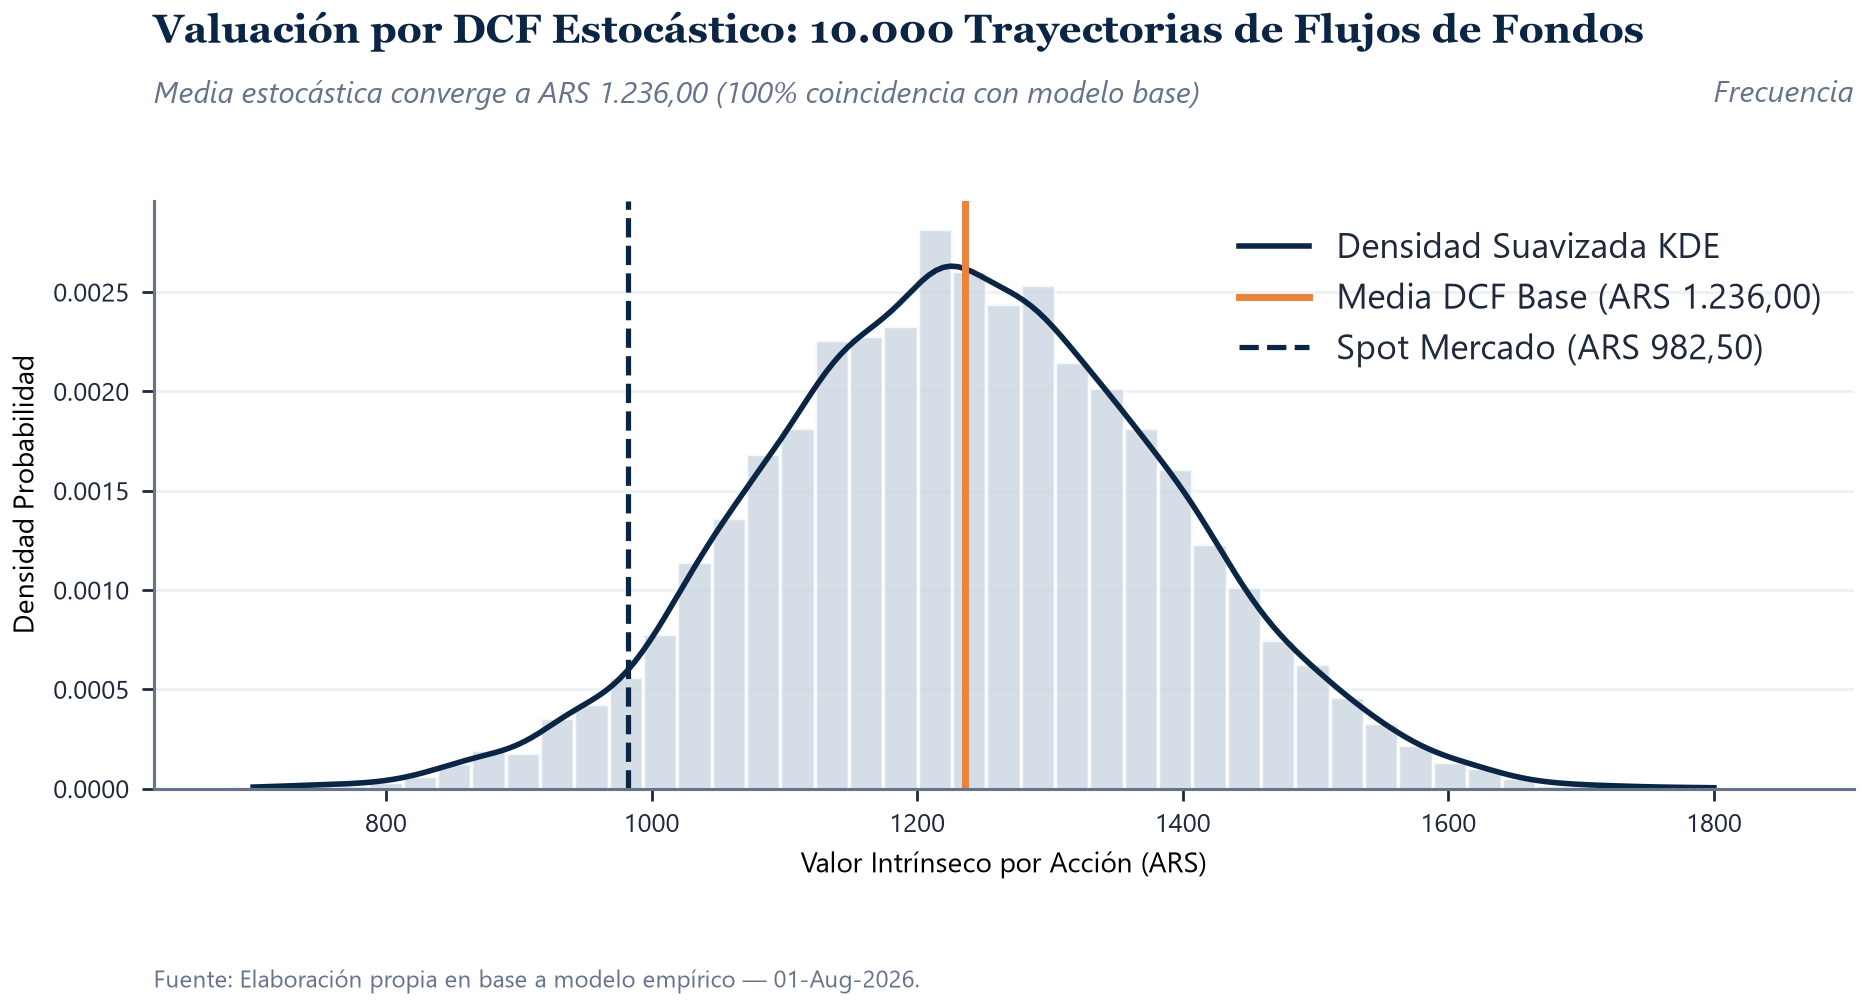 Valuación por DCF Estocástico: 10.000 Trayectorias de Flujos de Fondos
Media estocástica converge a ARS 1.236,00 (100% coincidencia con modelo base)
Frecuencia
Densidad Suavizada KDE
Media DCF Base (ARS 1.236,00)
Spot Mercado (ARS 982,50)
Densidad Probabilidad
0.0025
0.0020
0.0015
0.0010
0.0005
0.0000
800 1000 1200 1400 1600 1800
Valor Intrínseco por Acción (ARS)
Fuente: Elaboración propia en base a modelo empírico — 01-Aug-2026.